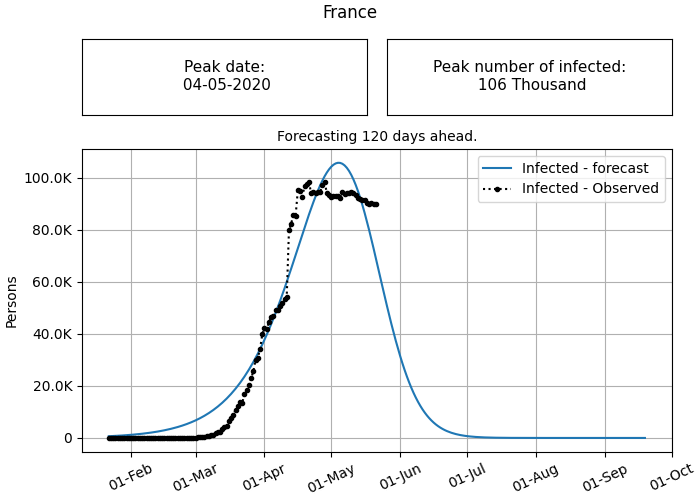 France
Peak date:
04-05-2020
Peak number of infected:
106 Thousand
Forecasting 120 days ahead.
Infected - forecast
Infected - Observed
Persons
100.0K
80.0K
60.0K
40.0K
20.0K
0
01-Feb
01-Mar
01-Apr
01-May
01-Jun
01-Jul
01-Aug
01-Sep
01-Oct